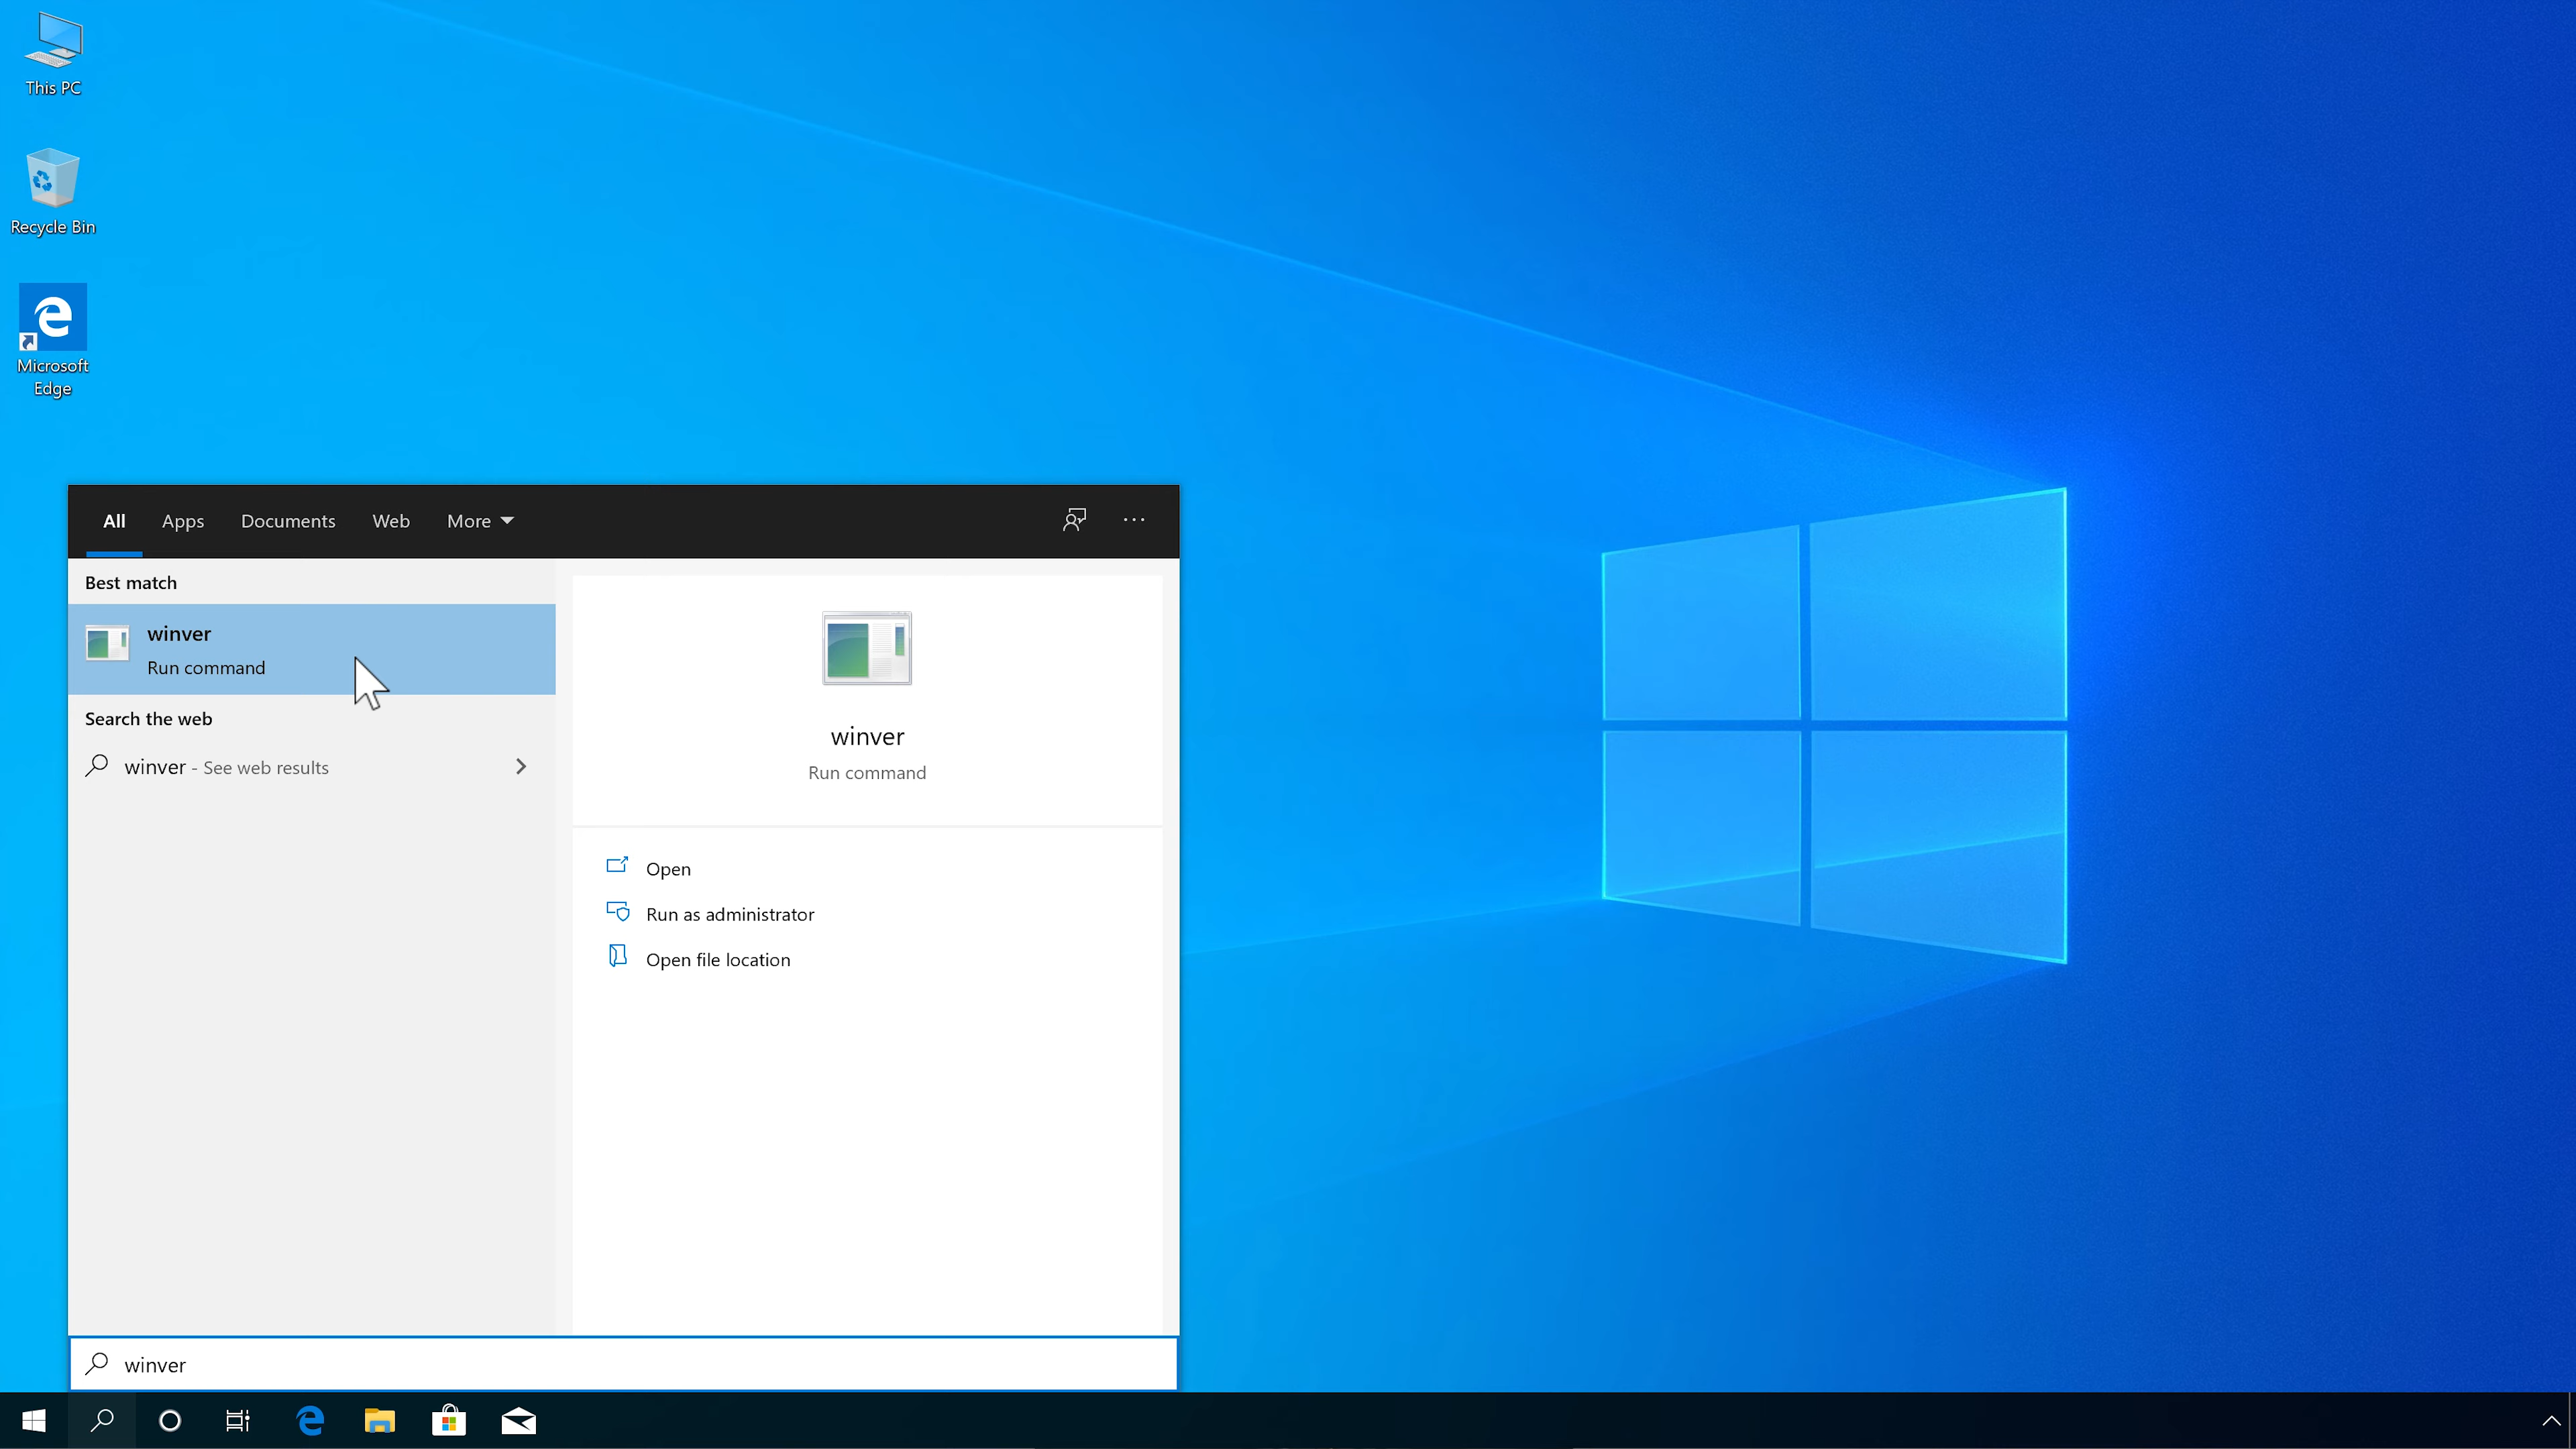 This PC
Recycle Bin
Microsoft
Edge
All Apps Documents Web More
Best match
winver
Run command
Search the web
winver - See web results
winver
Run command
Open
Run as administrator
Open file location
winver